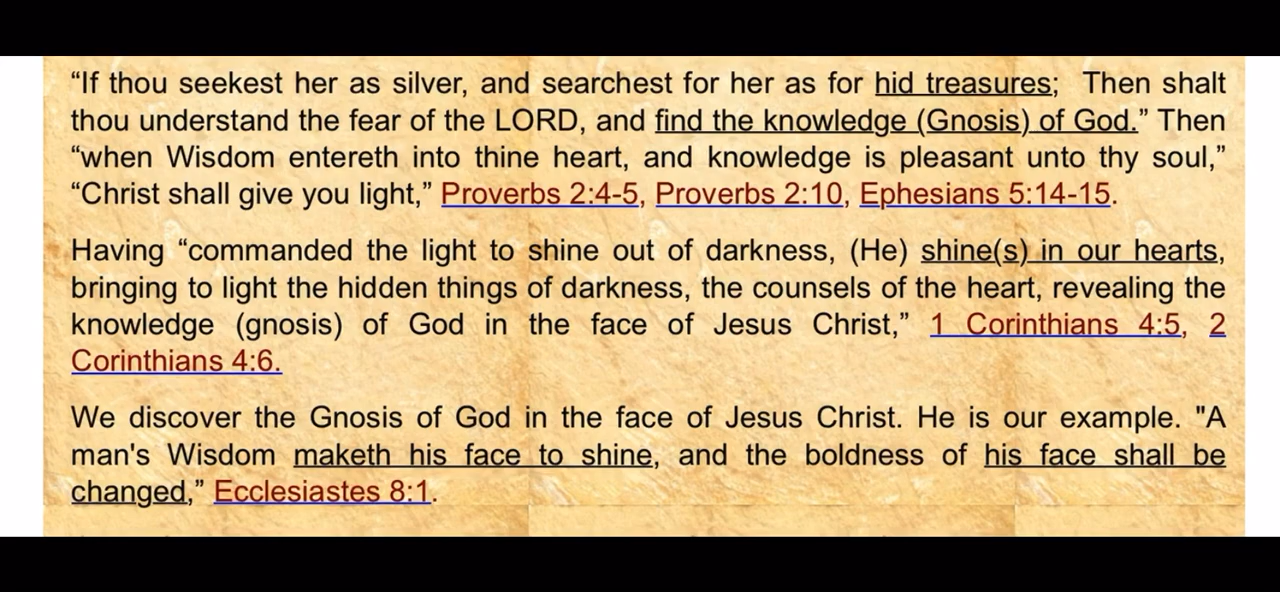 “If thou seekest her as silver, and searchest for her as for hid treasures;  Then shalt
thou understand the fear of the LORD, and find the knowledge (Gnosis) of God.” Then
“when Wisdom entereth into thine heart, and knowledge is pleasant unto thy soul,”
“Christ shall give you light,” Proverbs 2:4-5, Proverbs 2:10, Ephesians 5:14-15.
Having “commanded the light to shine out of darkness, (He) shine(s) in our hearts,
bringing to light the hidden things of darkness, the counsels of the heart, revealing the
knowledge (gnosis) of God in the face of Jesus Christ,” 1 Corinthians 4:5, 2
Corinthians 4:6.
We discover the Gnosis of God in the face of Jesus Christ. He is our example. "A
man's Wisdom maketh his face to shine, and the boldness of his face shall be
changed,” Ecclesiastes 8:1.